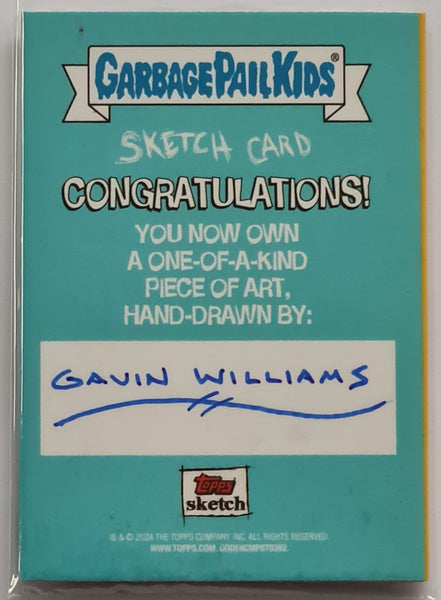 GARBAGE PAIL KIDS®
SKETCH CARD
CONGRATULATIONS!
YOU NOW OWN
A ONE-OF-A-KIND
PIECE OF ART,
HAND-DRAWN BY:
GAVIN WILLIAMS
Topps
sketch
® & © 2024 THE TOPPS COMPANY, INC. ALL RIGHTS RESERVED.
WWW.TOPPS.COM.